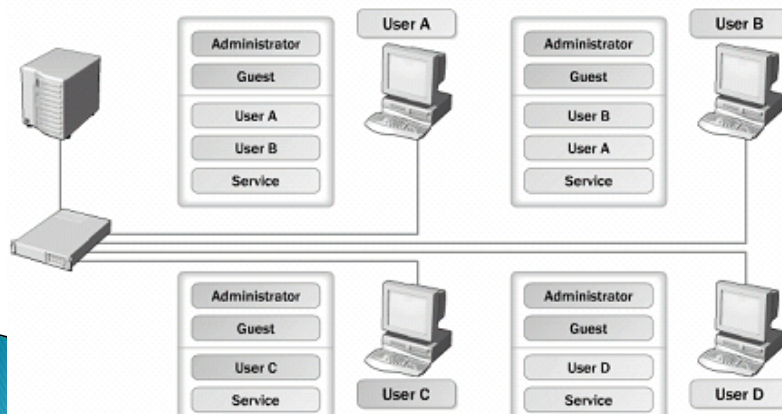 User A
Administrator
Guest
User A
User B
Service
User B
Administrator
Guest
User B
User A
Service
Administrator
Guest
User C
Service
User C
Administrator
Guest
User D
Service
User D